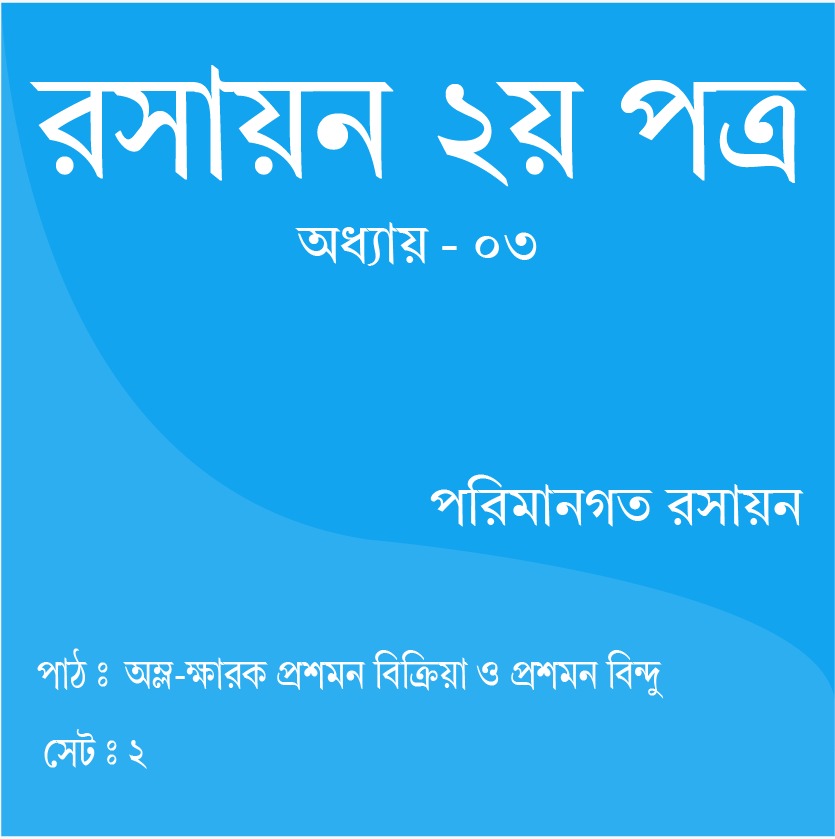 রসায়ন ২য় পত্র
অধ্যায় - ০৩
পরিমানগত রসায়ন
পাঠ ঃ অম্ল-ক্ষারক প্রশমন বিক্রিয়া ও প্রশমন বিন্দু
সেট ঃ ২